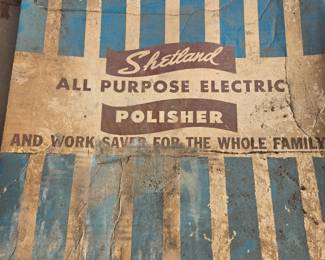 Shetland
ALL PURPOSE ELECTRIC
POLISHER
AND WORK SAVER FOR THE WHOLE FAMILY